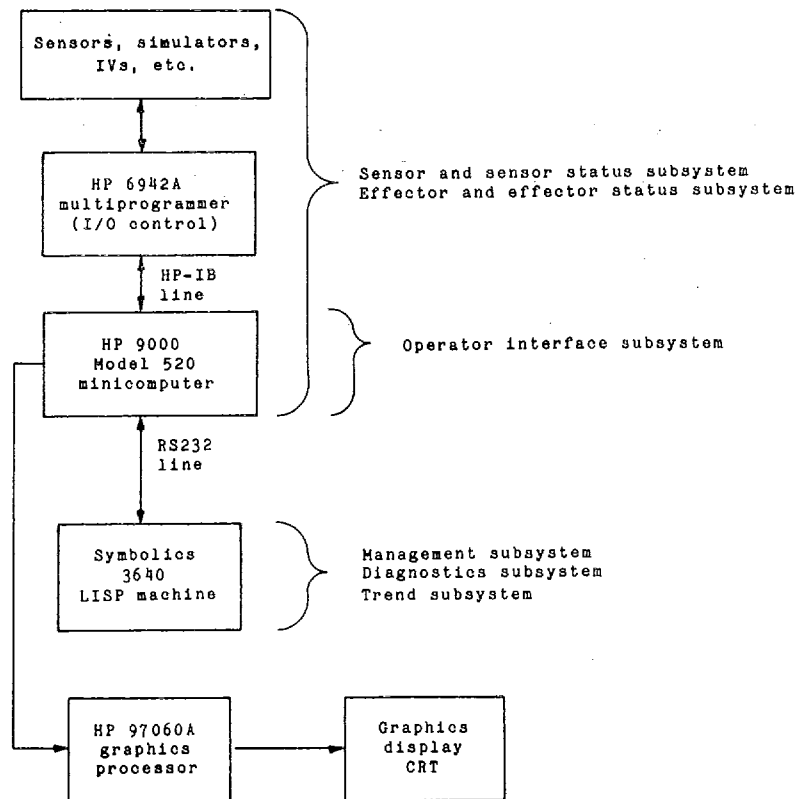 Sensors, simulators,
IVs, etc.
HP 6942A
multiprogrammer
(I/O control)
Sensor and sensor status subsystem
Effector and effector status subsystem
HP-IB
line
HP 9000
Model 520
minicomputer
Operator interface subsystem
RS232
line
Symbolics
3640
LISP machine
Management subsystem
Diagnostics subsystem
Trend subsystem
HP 97060A
graphics
processor
Graphics
display
CRT